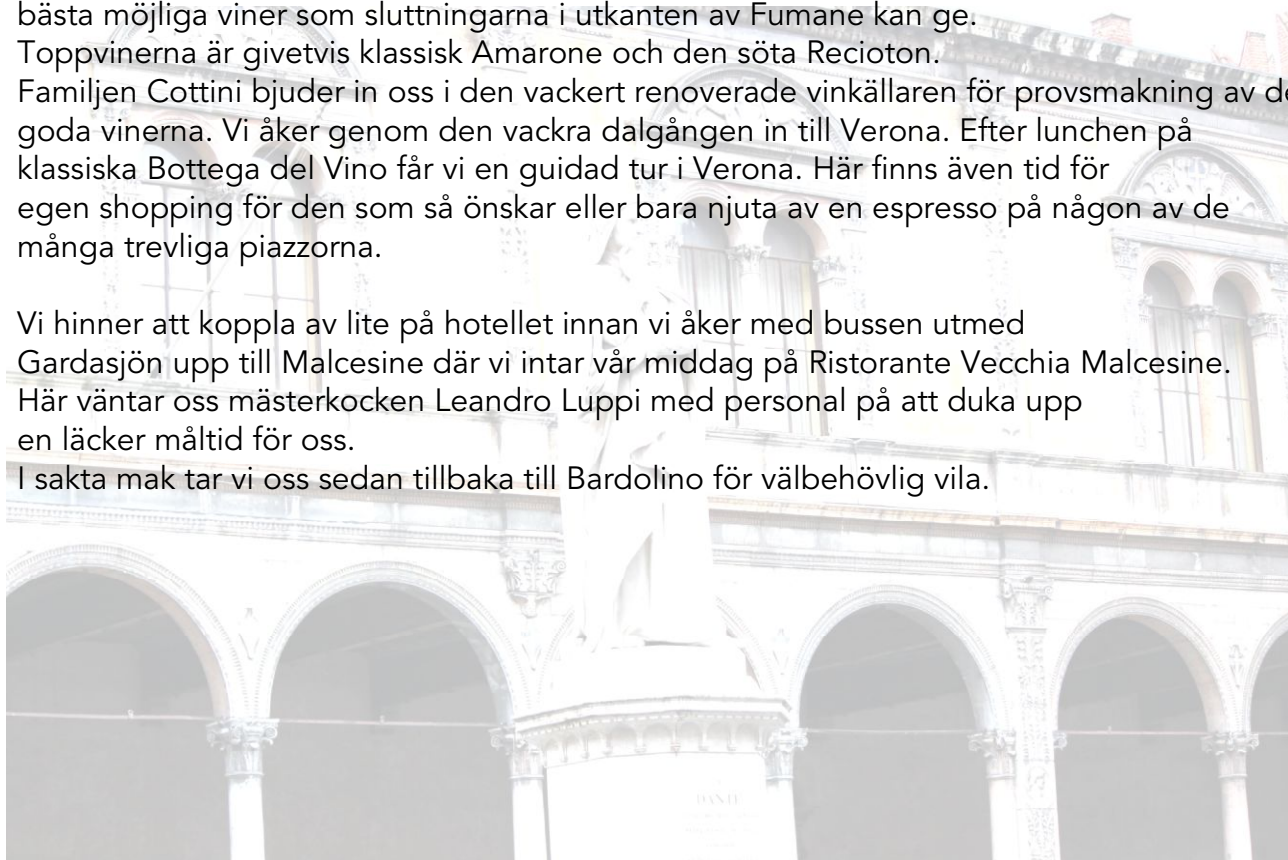 bästa möjliga viner som sluttningarna i utkanten av Fumane kan ge.
Toppvinerna är givetvis klassisk Amarone och den söta Recioton.
Familjen Cottini bjuder in oss i den vackert renoverade vinkällaren för provsmakning av de
goda vinerna. Vi åker genom den vackra dalgången in till Verona. Efter lunchen på
klassiska Bottega del Vino får vi en guidad tur i Verona. Här finns även tid för
egen shopping för den som så önskar eller bara njuta av en espresso på någon av de
många trevliga piazzorna.
Vi hinner att koppla av lite på hotellet innan vi åker med bussen utmed
Gardasjön upp till Malcesine där vi intar vår middag på Ristorante Vecchia Malcesine.
Här väntar oss mästerkocken Leandro Luppi med personal på att duka upp
en läcker måltid för oss.
I sakta mak tar vi oss sedan tillbaka till Bardolino för välbehövlig vila.
DANTE